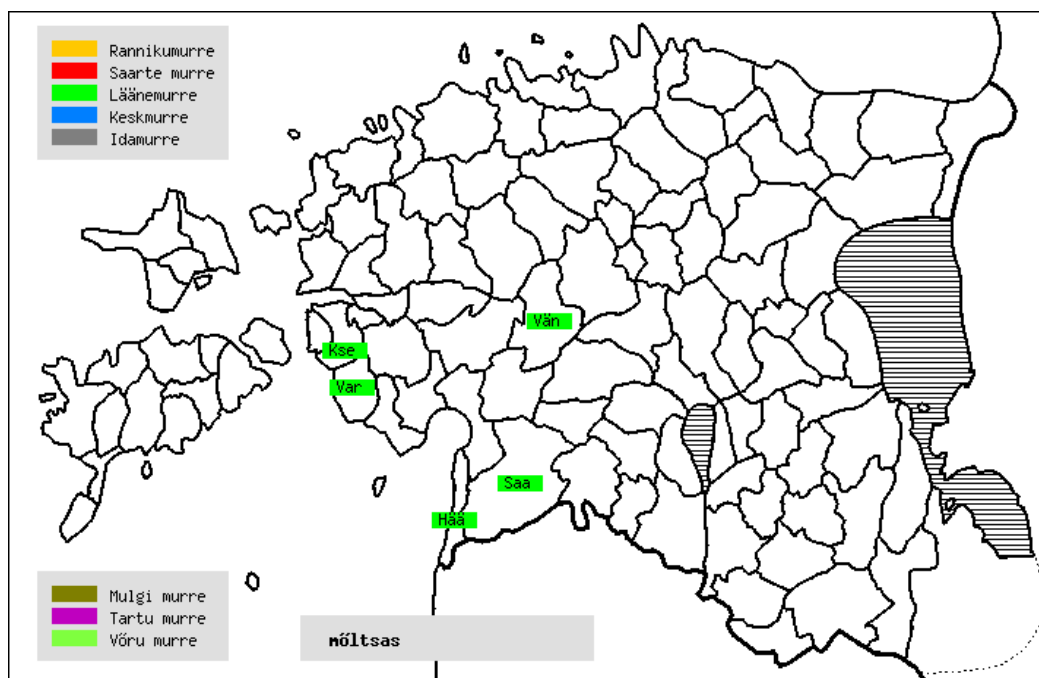 Rannikumurre
Saarte murre
Läänemurre
Keskmurre
Idamurre
Vän
Kse
Var
Saa
Hää
Mulgi murre
Tartu murre
Võru murre
mõltsas